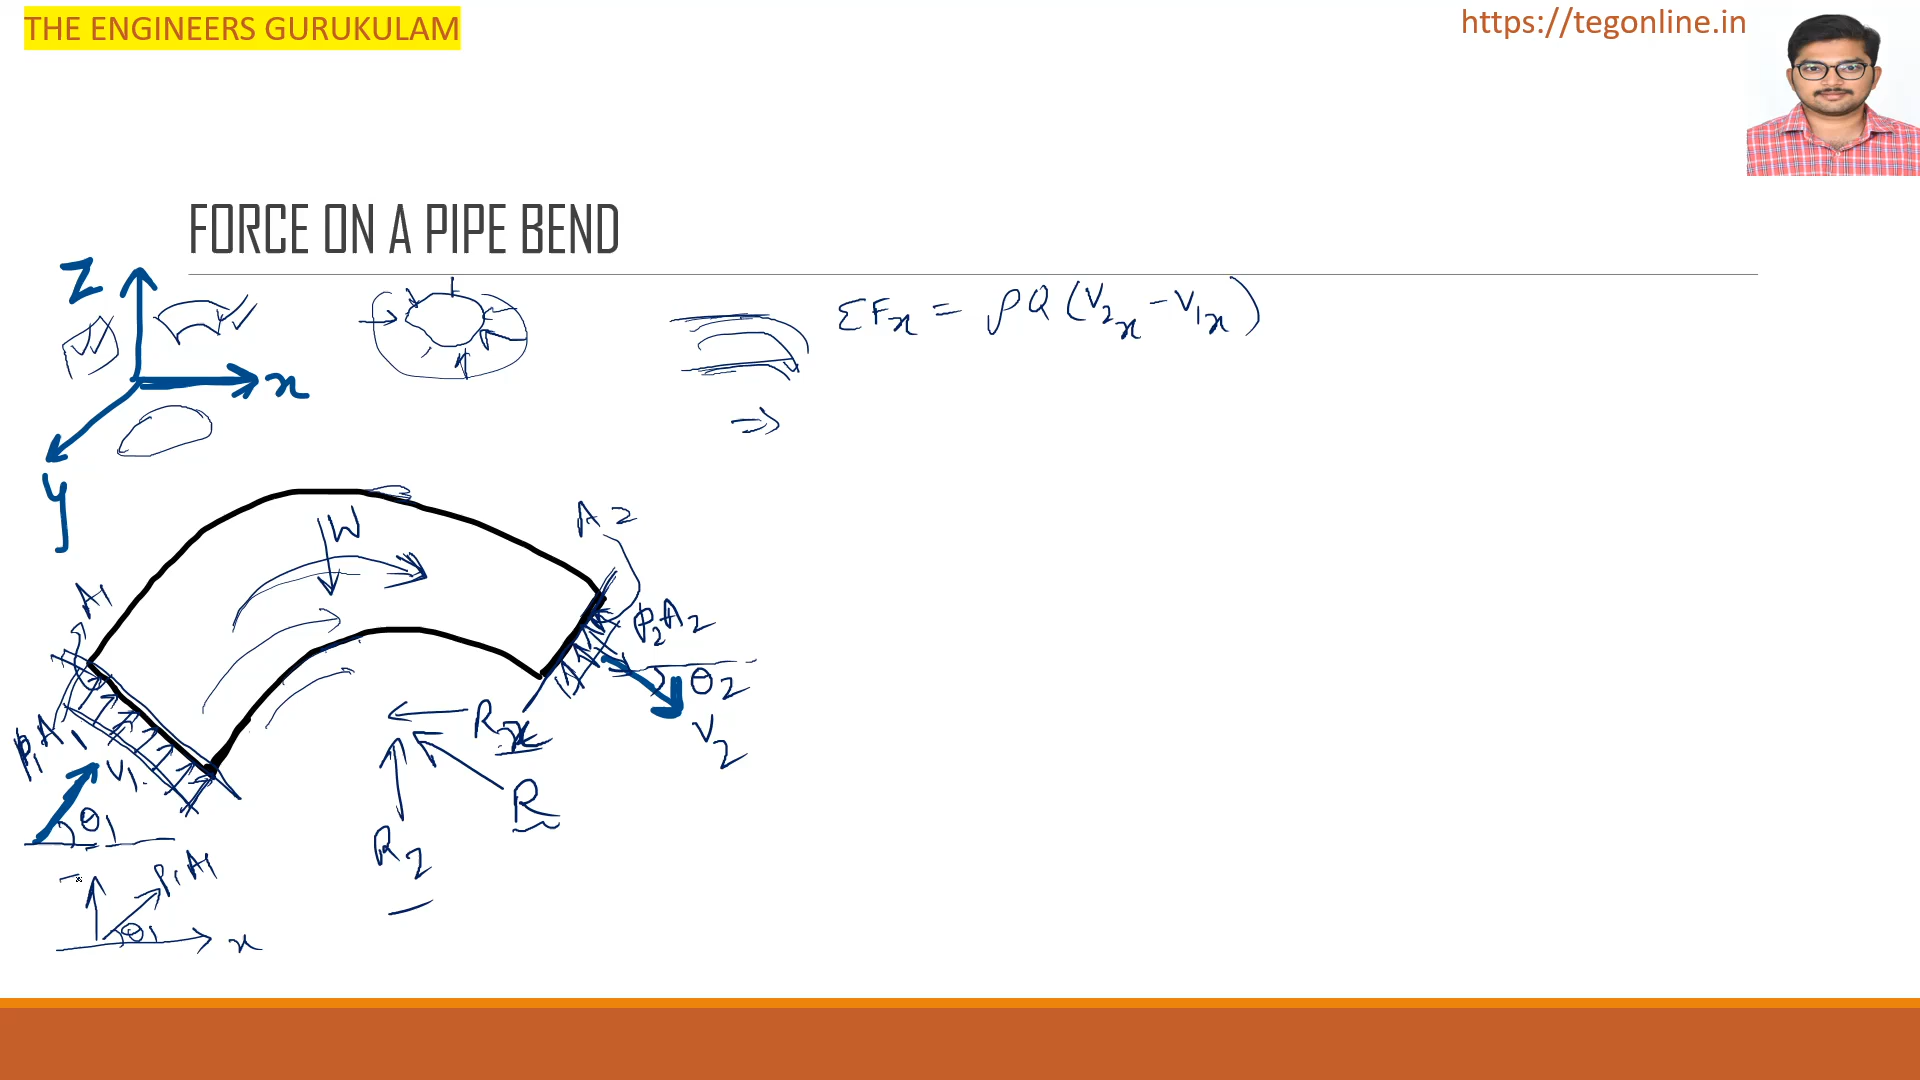 THE ENGINEERS GURUKULAM
https://tegonline.in
FORCE ON A PIPE BEND
Z
x
y
ΣFx = ρQ (V2x - V1x)
⇒
W
A2
A1
p2A2
θ2
V2
p1A1
V1
θ1
Rx
R
Rz
p1A1
θ1
x